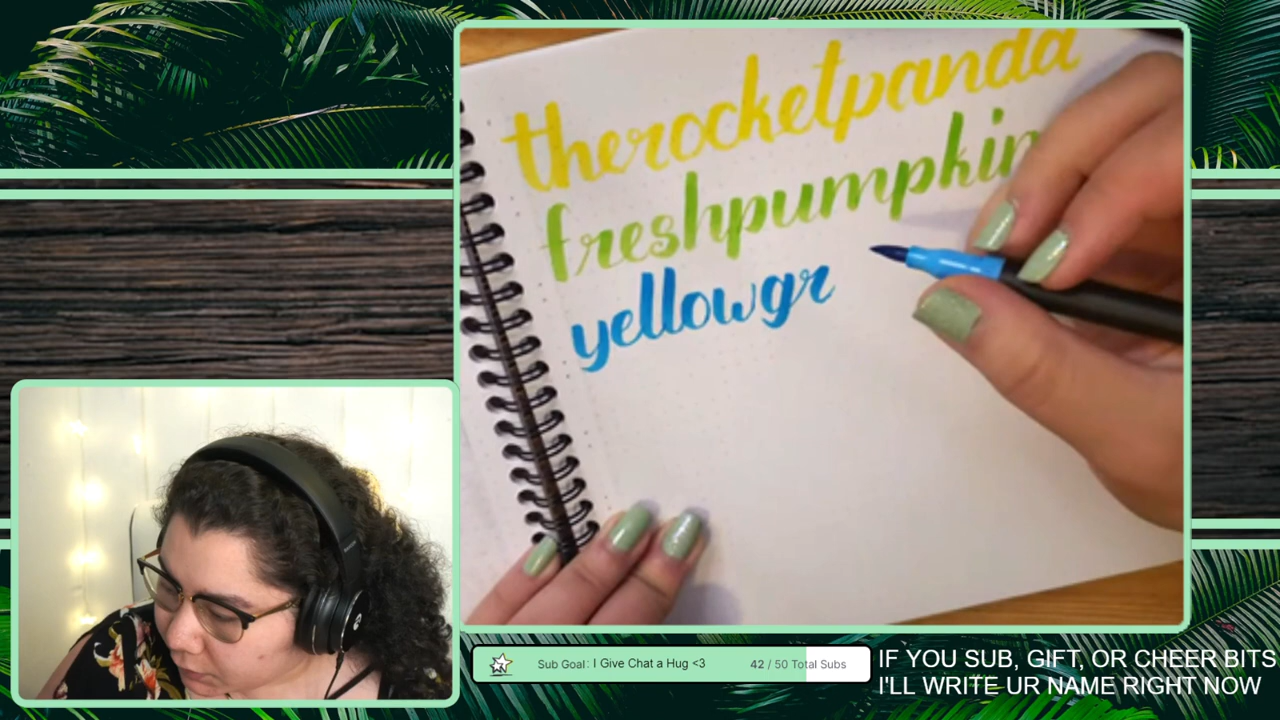 therocketpanda
freshpumpkin
yellowgr
Sub Goal: I Give Chat a Hug <3 42 / 50 Total Subs
IF YOU SUB, GIFT, OR CHEER BITS
I'LL WRITE UR NAME RIGHT NOW